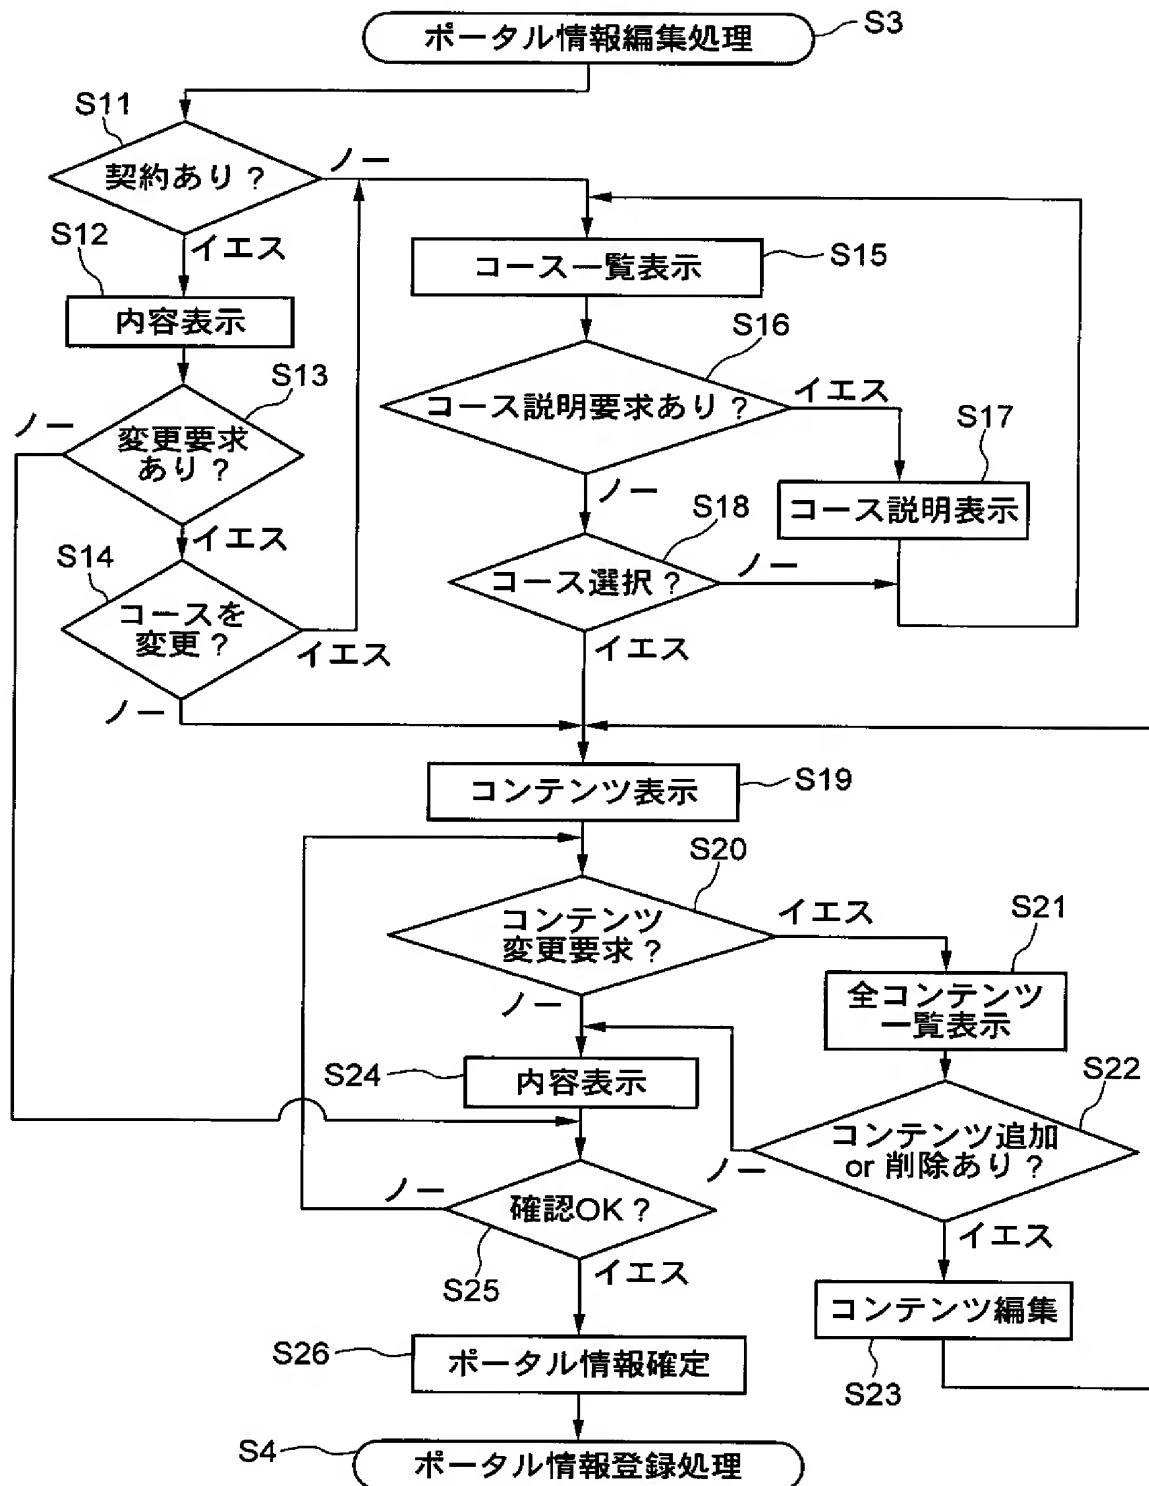 ポータル情報編集処理
S3
S11
契約あり？
ノー
S12
イエス
内容表示
S13
ノー
変更要求
あり？
イエス
S14
コースを
変更？
イエス
ノー
コース一覧表示
S15
S16
コース説明要求あり？
イエス
S17
コース説明表示
ノー
S18
コース選択？
ノー
イエス
コンテンツ表示
S19
S20
コンテンツ
変更要求？
イエス
S21
全コンテンツ
一覧表示
ノー
S24
内容表示
S22
コンテンツ追加
or 削除あり？
ノー
イエス
コンテンツ編集
S23
ノー
確認OK？
S25
イエス
S26
ポータル情報確定
S4
ポータル情報登録処理